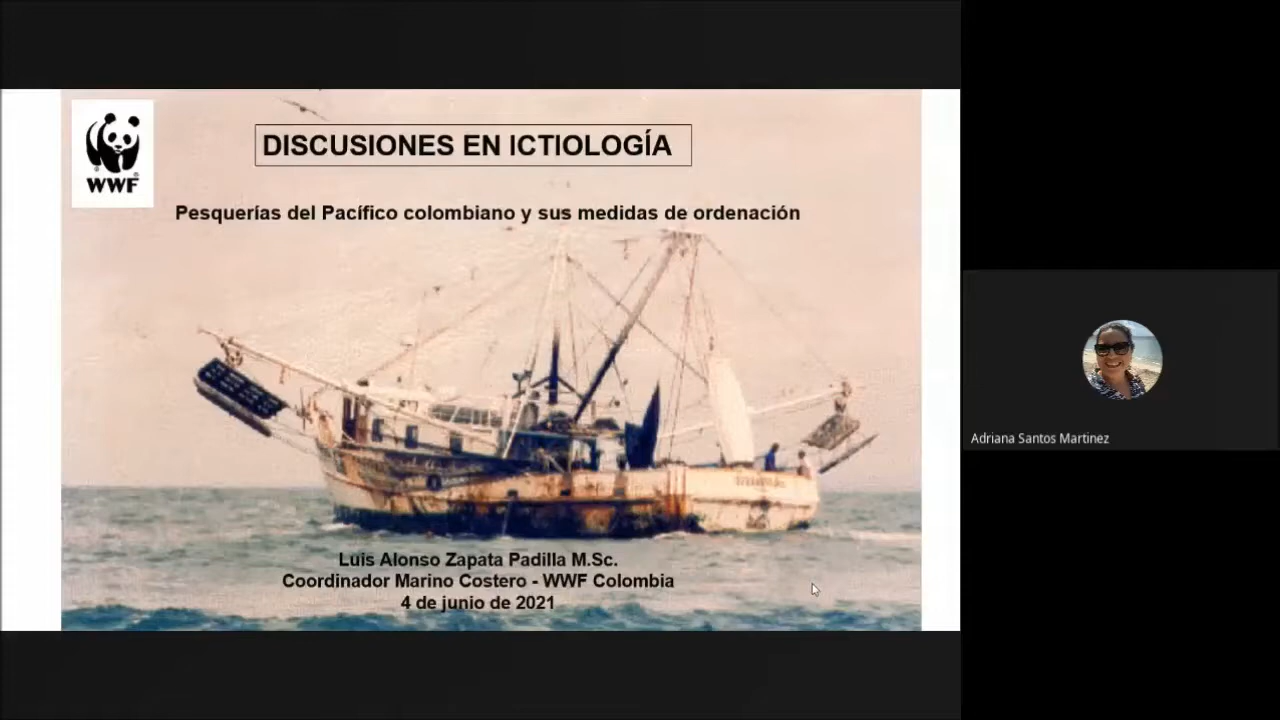 WWF
DISCUSIONES EN ICTIOLOGÍA
Pesquerías del Pacífico colombiano y sus medidas de ordenación
Luis Alonso Zapata Padilla M.Sc.
Coordinador Marino Costero - WWF Colombia
4 de junio de 2021
Adriana Santos Martinez